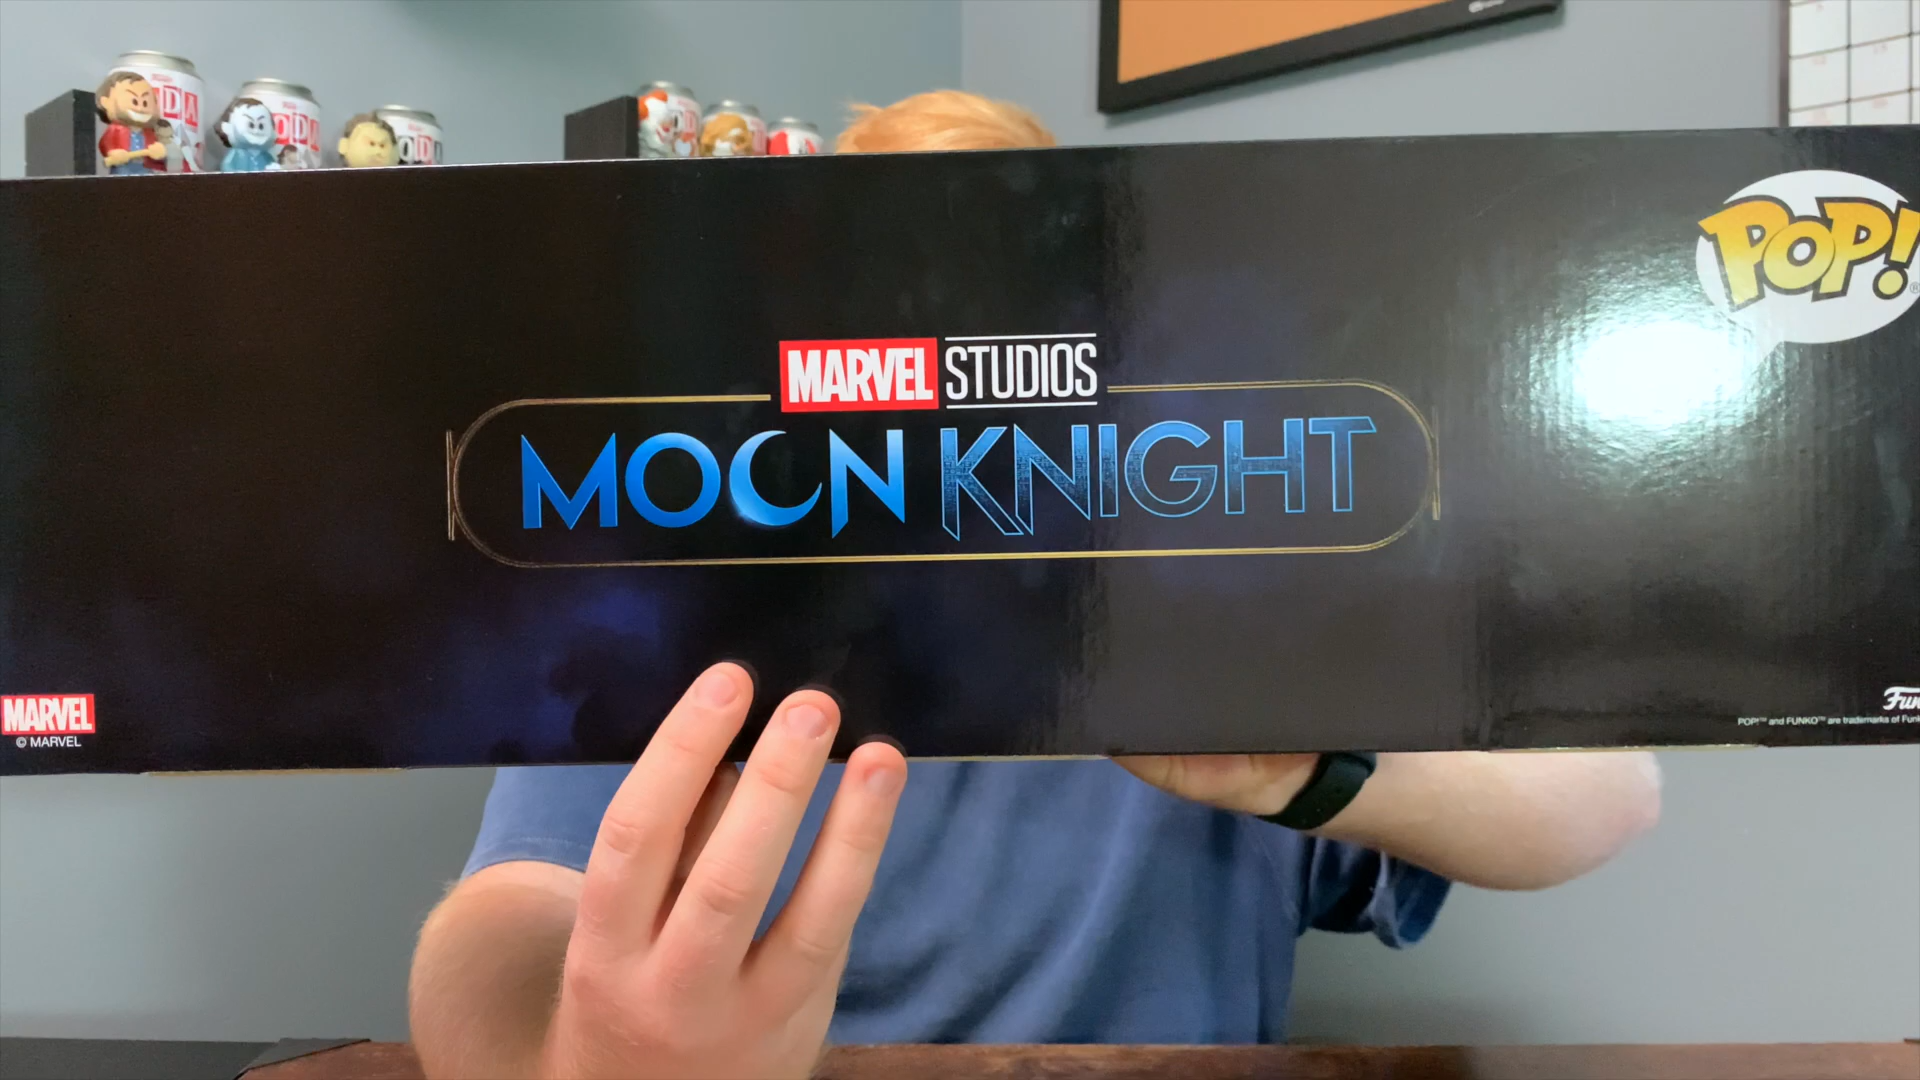 POP!
MARVEL STUDIOS
MOON KNIGHT
MARVEL
© MARVEL
POP!™ and FUNKO™ are trademarks of